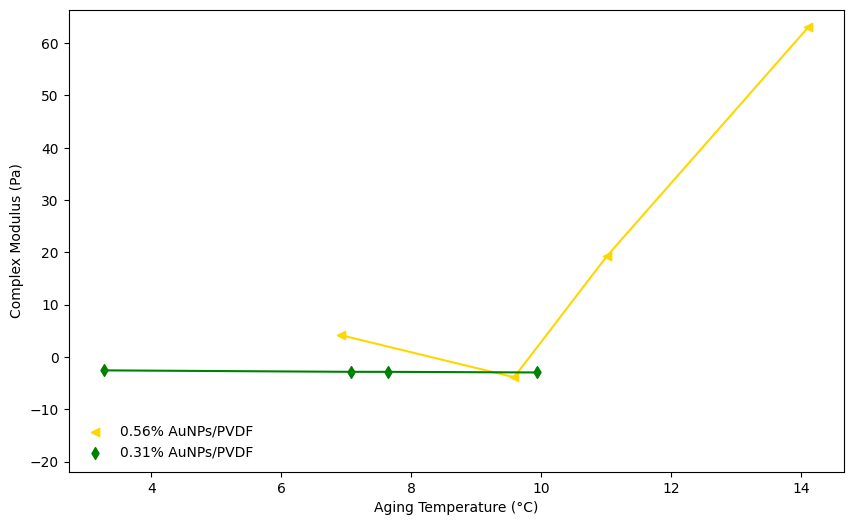 60
50
40
30
20
10
0
−10
−20
Complex Modulus (Pa)
0.56% AuNPs/PVDF
0.31% AuNPs/PVDF
4 6 8 10 12 14
Aging Temperature (°C)